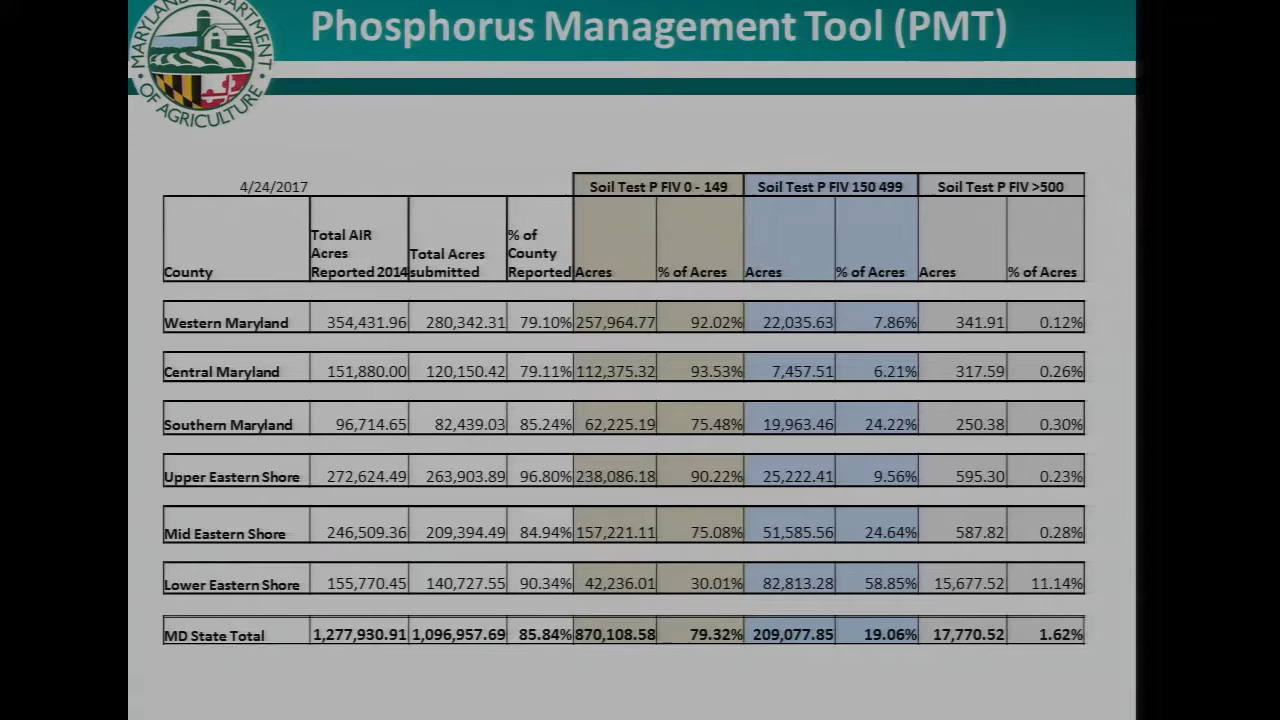 Phosphorus Management Tool (PMT)
MARYLAND DEPARTMENT
OF AGRICULTURE
4/24/2017 Soil Test P FIV 0 - 149 Soil Test P FIV 150 499 Soil Test P FIV >500
County Total AIR Acres Reported 2014 Total Acres submitted % of County Reported Acres % of Acres Acres % of Acres Acres % of Acres
Western Maryland 354,431.96 280,342.31 79.10% 257,964.77 92.02% 22,035.63 7.86% 341.91 0.12%
Central Maryland 151,880.00 120,150.42 79.11% 112,375.32 93.53% 7,457.51 6.21% 317.59 0.26%
Southern Maryland 96,714.65 82,439.03 85.24% 62,225.19 75.48% 19,963.46 24.22% 250.38 0.30%
Upper Eastern Shore 272,624.49 263,903.89 96.80% 238,086.18 90.22% 25,222.41 9.56% 595.30 0.23%
Mid Eastern Shore 246,509.36 209,394.49 84.94% 157,221.11 75.08% 51,585.56 24.64% 587.82 0.28%
Lower Eastern Shore 155,770.45 140,727.55 90.34% 42,236.01 30.01% 82,813.28 58.85% 15,677.52 11.14%
MD State Total 1,277,930.91 1,096,957.69 85.84% 870,108.58 79.32% 209,077.85 19.06% 17,770.52 1.62%